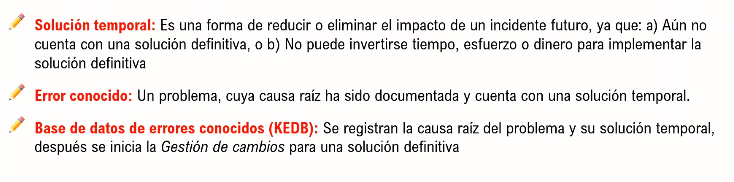 Solución temporal: Es una forma de reducir o eliminar el impacto de un incidente futuro, ya que: a) Aún no
cuenta con una solución definitiva, o b) No puede invertirse tiempo, esfuerzo o dinero para implementar la
solución definitiva
Error conocido: Un problema, cuya causa raíz ha sido documentada y cuenta con una solución temporal.
Base de datos de errores conocidos (KEDB): Se registran la causa raíz del problema y su solución temporal,
después se inicia la Gestión de cambios para una solución definitiva